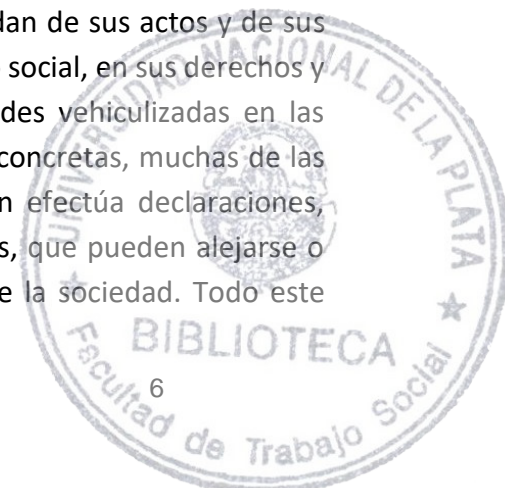 dan de sus actos y de sus
social, en sus derechos y
des vehiculizadas en las
concretas, muchas de las
n efectúa declaraciones,
s, que pueden alejarse o
e la sociedad. Todo este
6
UNIVERSIDAD NACIONAL DE LA PLATA
BIBLIOTECA
Facultad de Trabajo Social